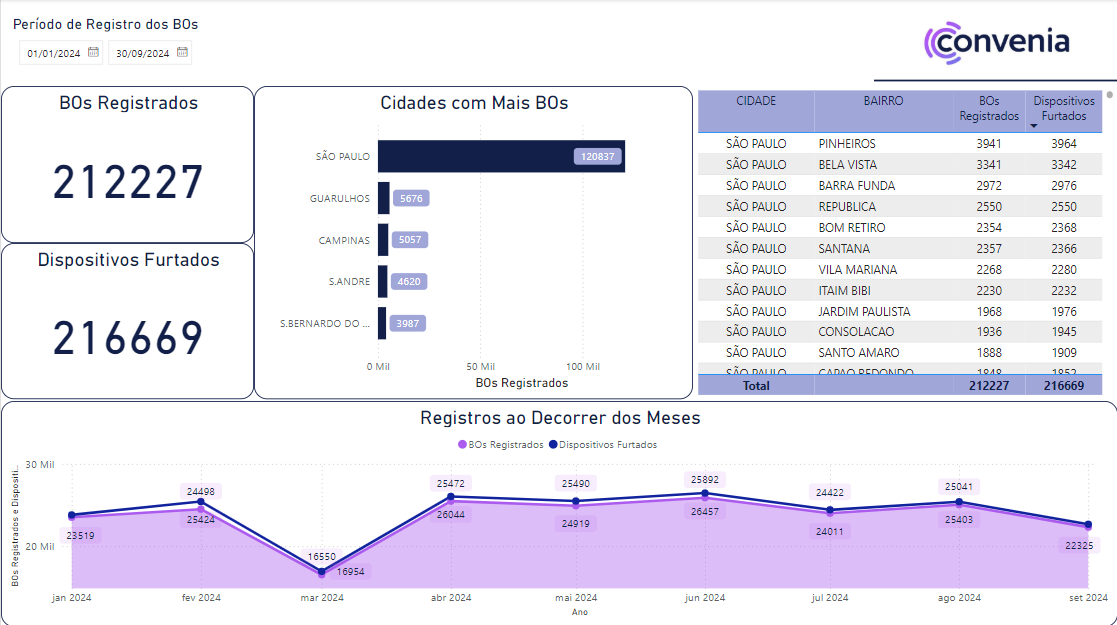 Período de Registro dos BOs
01/01/2024
30/09/2024
convenia
BOs Registrados
212227
Dispositivos Furtados
216669
Cidades com Mais BOs
SÃO PAULO 120837
GUARULHOS 5676
CAMPINAS 5057
S.ANDRE 4620
S.BERNARDO DO ... 3987
0 Mil 50 Mil 100 Mil
BOs Registrados
CIDADE BAIRRO BOs Registrados Dispositivos Furtados
SÃO PAULO PINHEIROS 3941 3964
SÃO PAULO BELA VISTA 3341 3342
SÃO PAULO BARRA FUNDA 2972 2976
SÃO PAULO REPUBLICA 2550 2550
SÃO PAULO BOM RETIRO 2354 2368
SÃO PAULO SANTANA 2357 2366
SÃO PAULO VILA MARIANA 2268 2280
SÃO PAULO ITAIM BIBI 2230 2232
SÃO PAULO JARDIM PAULISTA 1968 1976
SÃO PAULO CONSOLACAO 1936 1945
SÃO PAULO SANTO AMARO 1888 1909
SÃO PAULO CAPAO REDONDO 1848 1852
Total 212227 216669
Registros ao Decorrer dos Meses
BOs Registrados Dispositivos Furtados
BOs Registrados e Dispositi...
30 Mil
20 Mil
23519
24498
25424
16550
16954
25472
26044
25490
24919
25892
26457
24422
24011
25041
25403
22325
jan 2024 fev 2024 mar 2024 abr 2024 mai 2024 jun 2024 jul 2024 ago 2024 set 2024
Ano